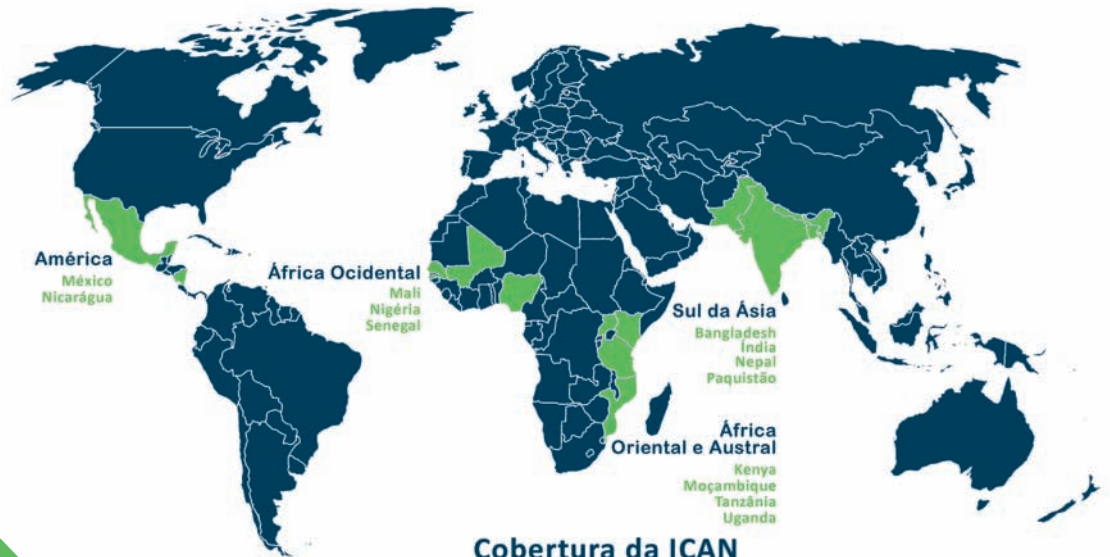 América
México
Nicarágua
África Ocidental
Mali
Nigéria
Senegal
Sul da Ásia
Bangladesh
Índia
Nepal
Paquistão
África
Oriental e Austral
Kenya
Moçambique
Tanzânia
Uganda
Cobertura da ICAN